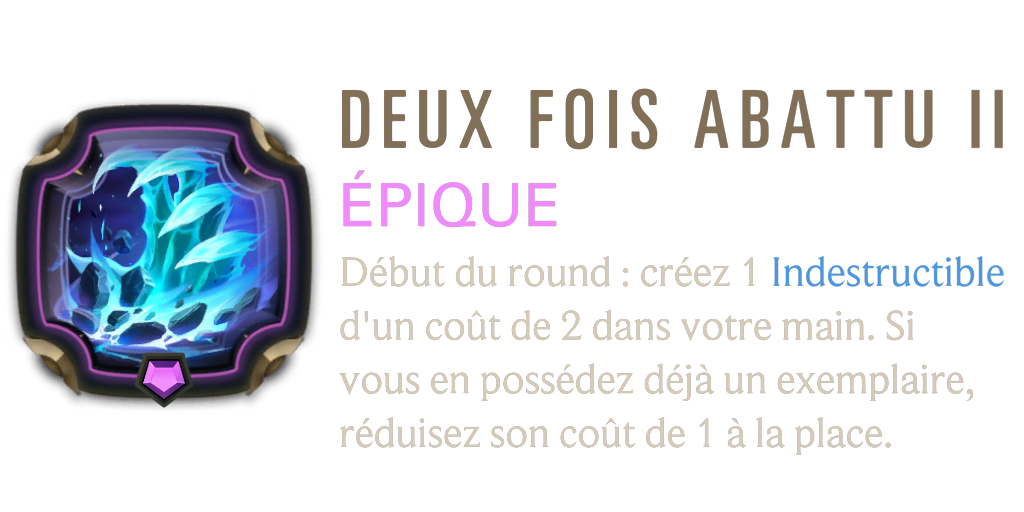 DEUX FOIS ABATTU II
ÉPIQUE
Début du round : créez 1 Indestructible
d'un coût de 2 dans votre main. Si
vous en possédez déjà un exemplaire,
réduisez son coût de 1 à la place.